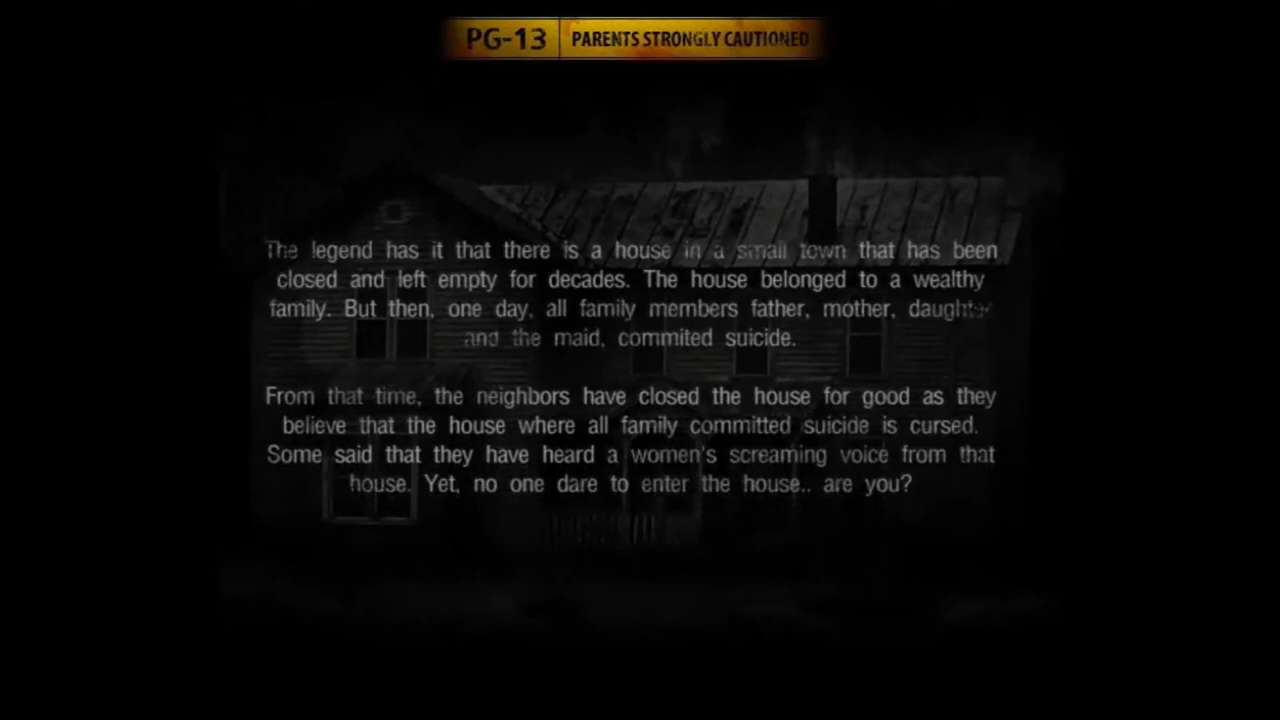 PG-13 PARENTS STRONGLY CAUTIONED
The legend has it that there is a house in a small town that has been
closed and left empty for decades. The house belonged to a wealthy
family. But then, one day, all family members father, mother, daughter
and the maid, commited suicide.
From that time, the neighbors have closed the house for good as they
believe that the house where all family committed suicide is cursed.
Some said that they have heard a women's screaming voice from that
house. Yet, no one dare to enter the house.. are you?